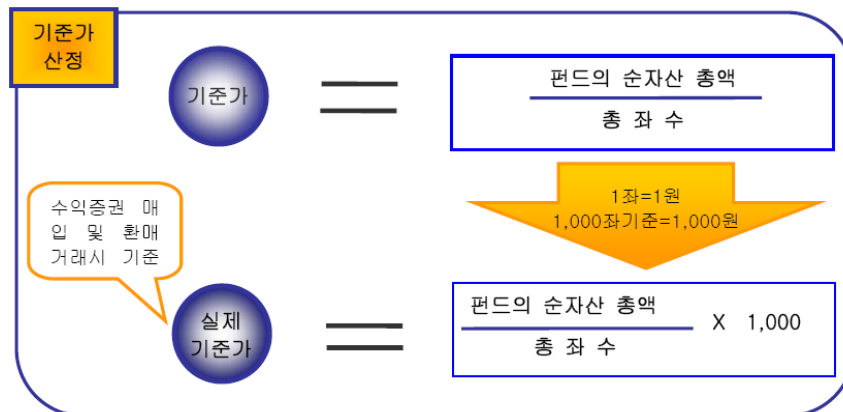 기준가
산정
기준가
펀드의 순자산 총액
총 좌 수
1좌=1원
1,000좌기준=1,000원
수익증권 매
입 및 환매
거래시 기준
실제
기준가
펀드의 순자산 총액
총 좌 수
X 1,000